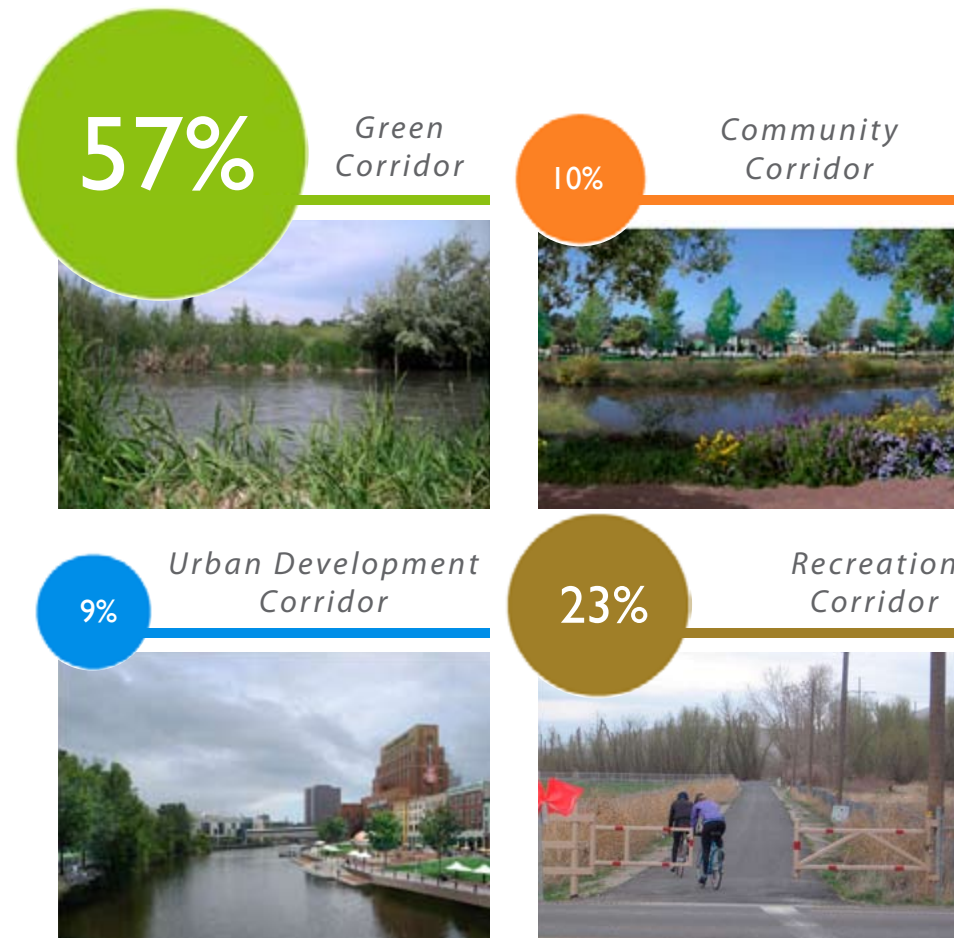 57%
Green
Corridor
10%
Community
Corridor
9%
Urban Development
Corridor
23%
Recreation
Corridor